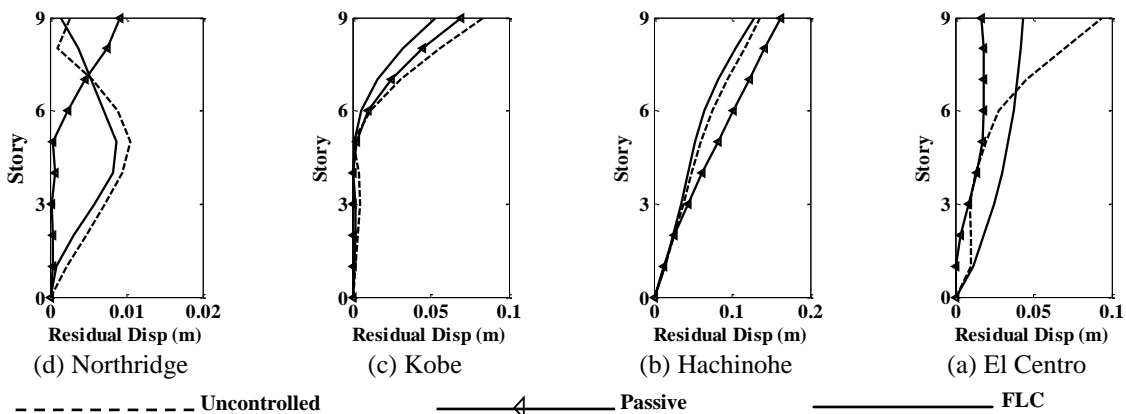 9
6
3
0
Story
0 0.01 0.02
Residual Disp (m)
(d) Northridge
9
6
3
0
Story
0 0.05 0.1
Residual Disp (m)
(c) Kobe
9
6
3
0
Story
0 0.1 0.2
Residual Disp (m)
(b) Hachinohe
9
6
3
0
Story
0 0.05 0.1
Residual Disp (m)
(a) El Centro
Uncontrolled Passive FLC